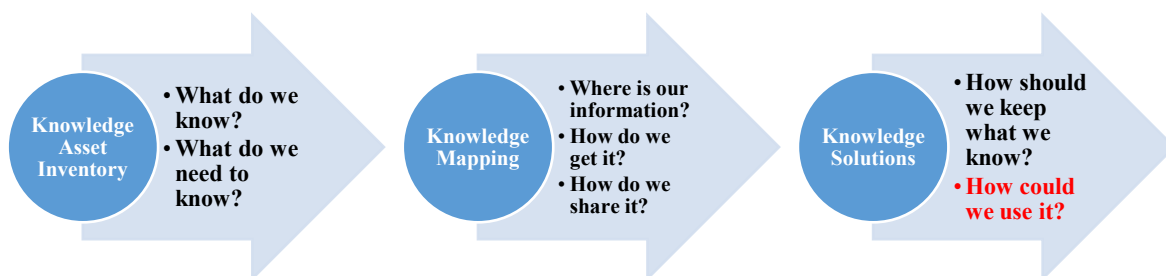 Knowledge
Asset
Inventory
• What do we
know?
• What do we
need to
know?
Knowledge
Mapping
• Where is our
information?
• How do we
get it?
• How do we
share it?
Knowledge
Solutions
• How should
we keep
what we
know?
• How could
we use it?